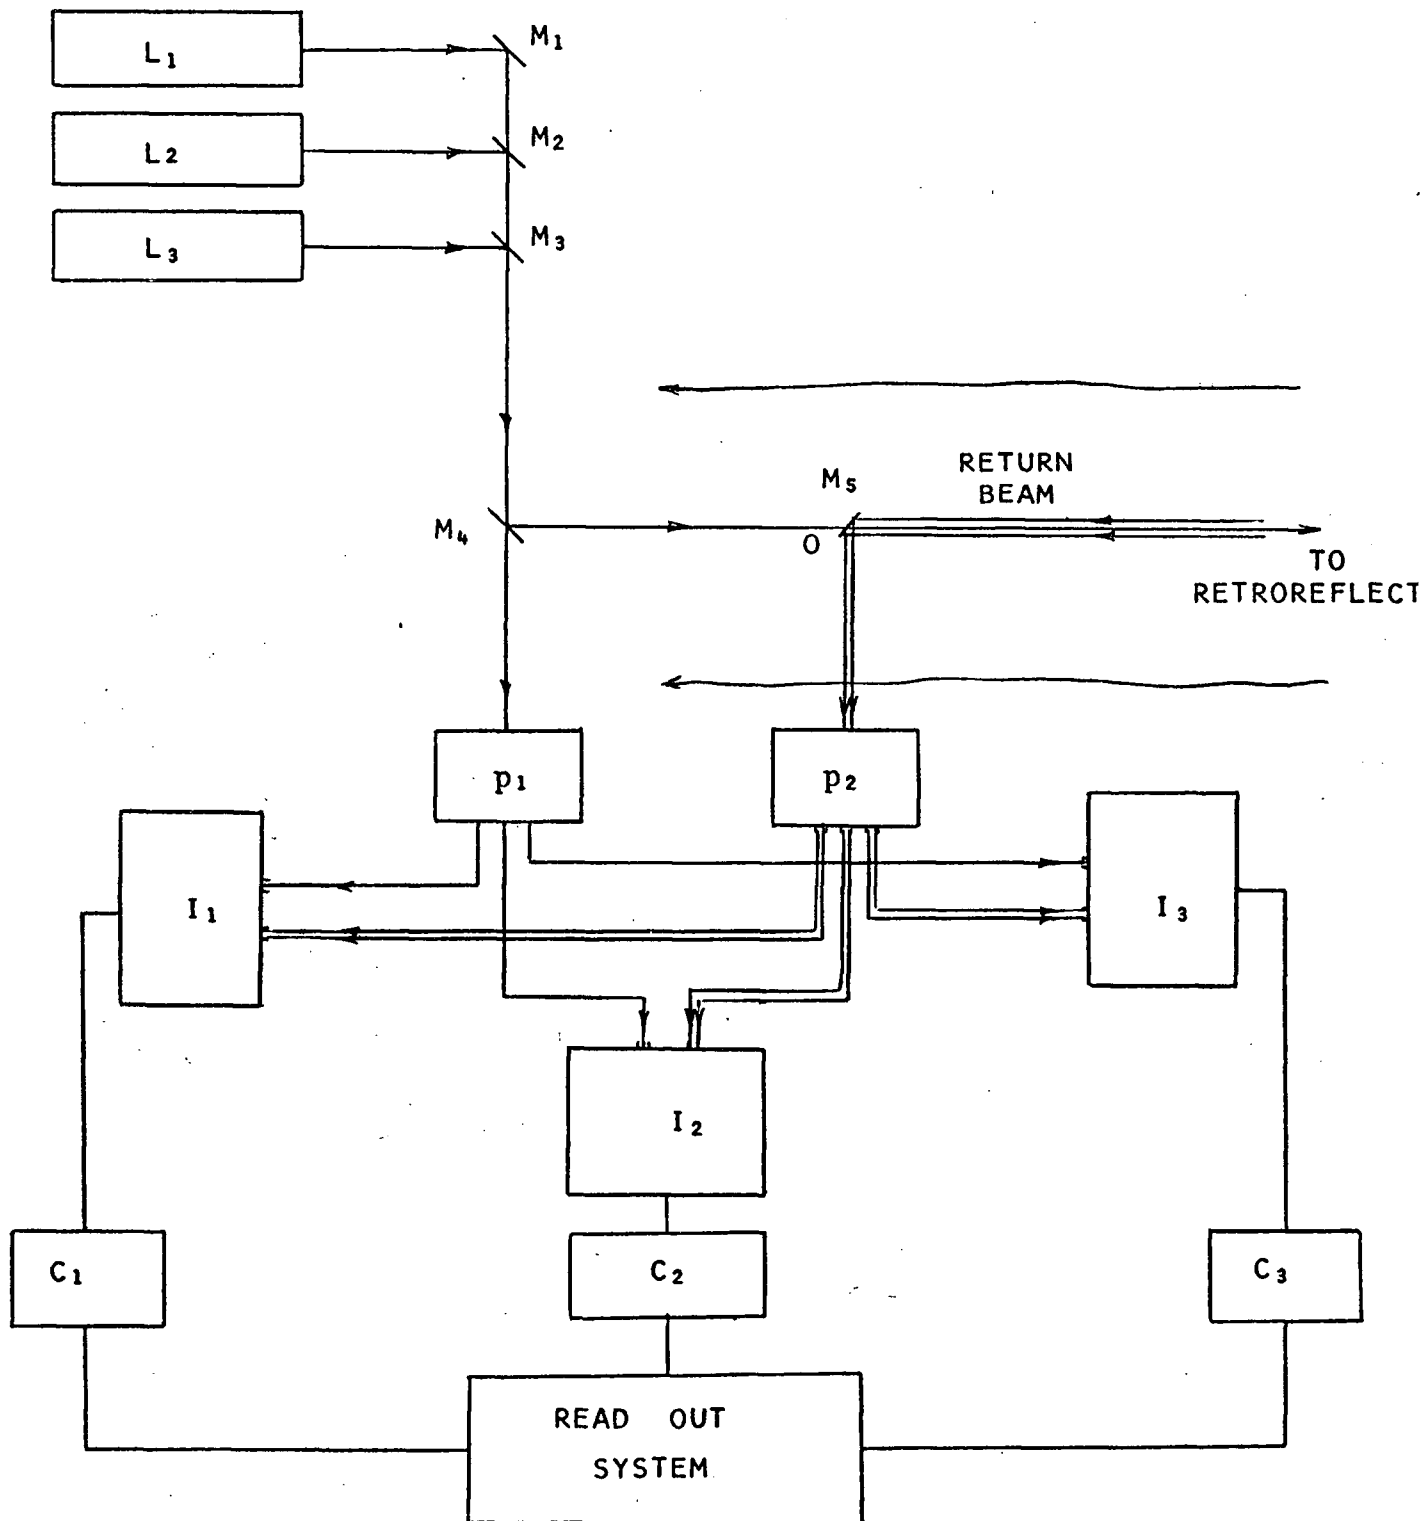 L1
M1
L2
M2
L3
M3
RETURN
BEAM
M5
M4
O
TO
RETROREFLECT
p1
p2
I1
I3
I2
C1
C2
C3
READ OUT
SYSTEM